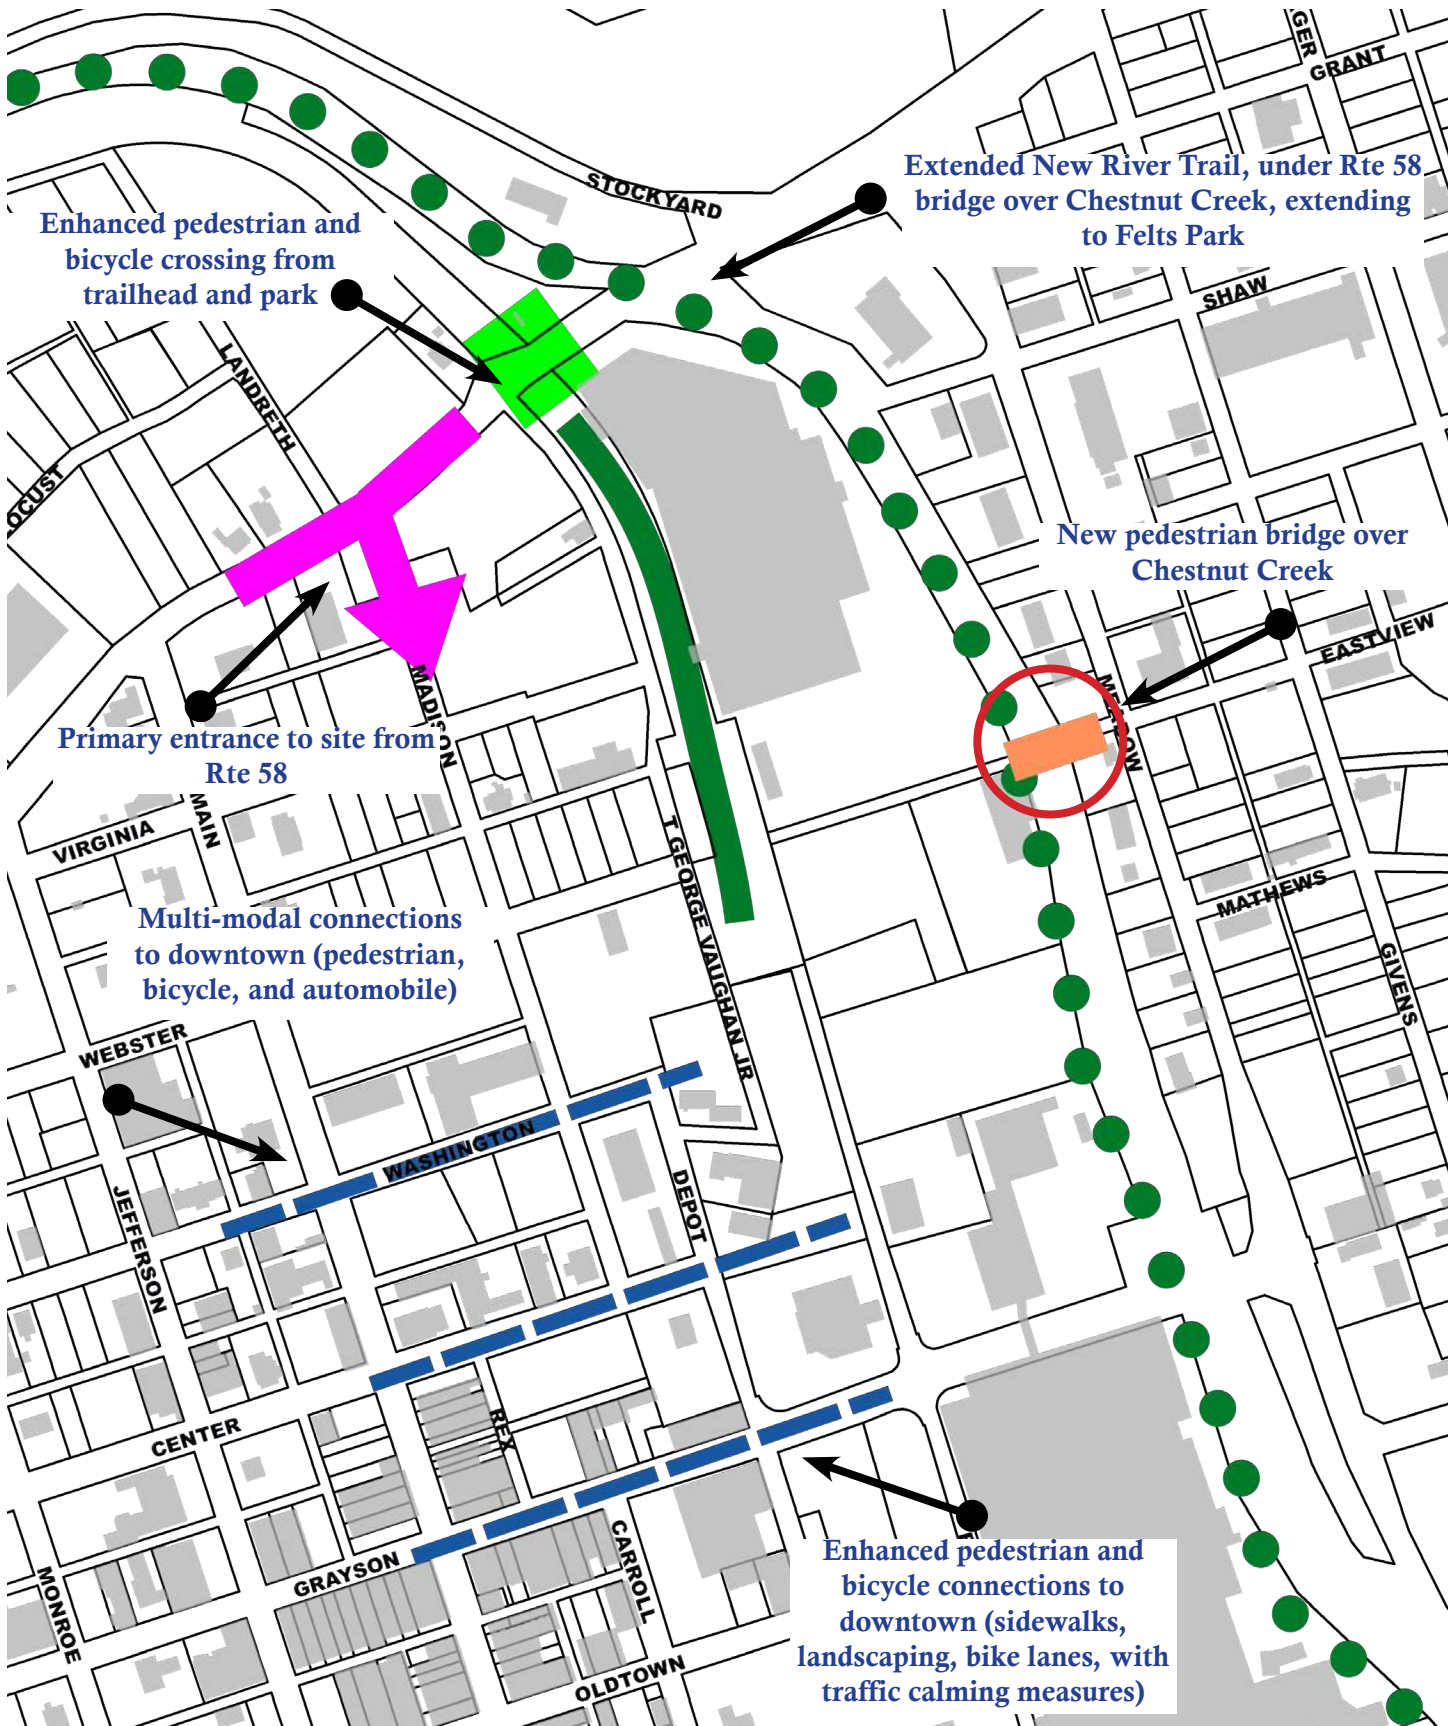 GER
GRANT
Extended New River Trail, under Rte 58
bridge over Chestnut Creek, extending
to Felts Park
STOCKYARD
Enhanced pedestrian and
bicycle crossing from
trailhead and park
SHAW
LANDRETH
LOCUST
New pedestrian bridge over
Chestnut Creek
EASTVIEW
MADISON
MEADOW
Primary entrance to site from
Rte 58
MAIN
VIRGINIA
T GEORGE VAUGHAN JR
MATHEWS
Multi-modal connections
to downtown (pedestrian,
bicycle, and automobile)
GIVENS
WEBSTER
WASHINGTON
JEFFERSON
DEPOT
CENTER
REX
GRAYSON
CARROLL
MONROE
Enhanced pedestrian and
bicycle connections to
downtown (sidewalks,
landscaping, bike lanes, with
traffic calming measures)
OLDTOWN